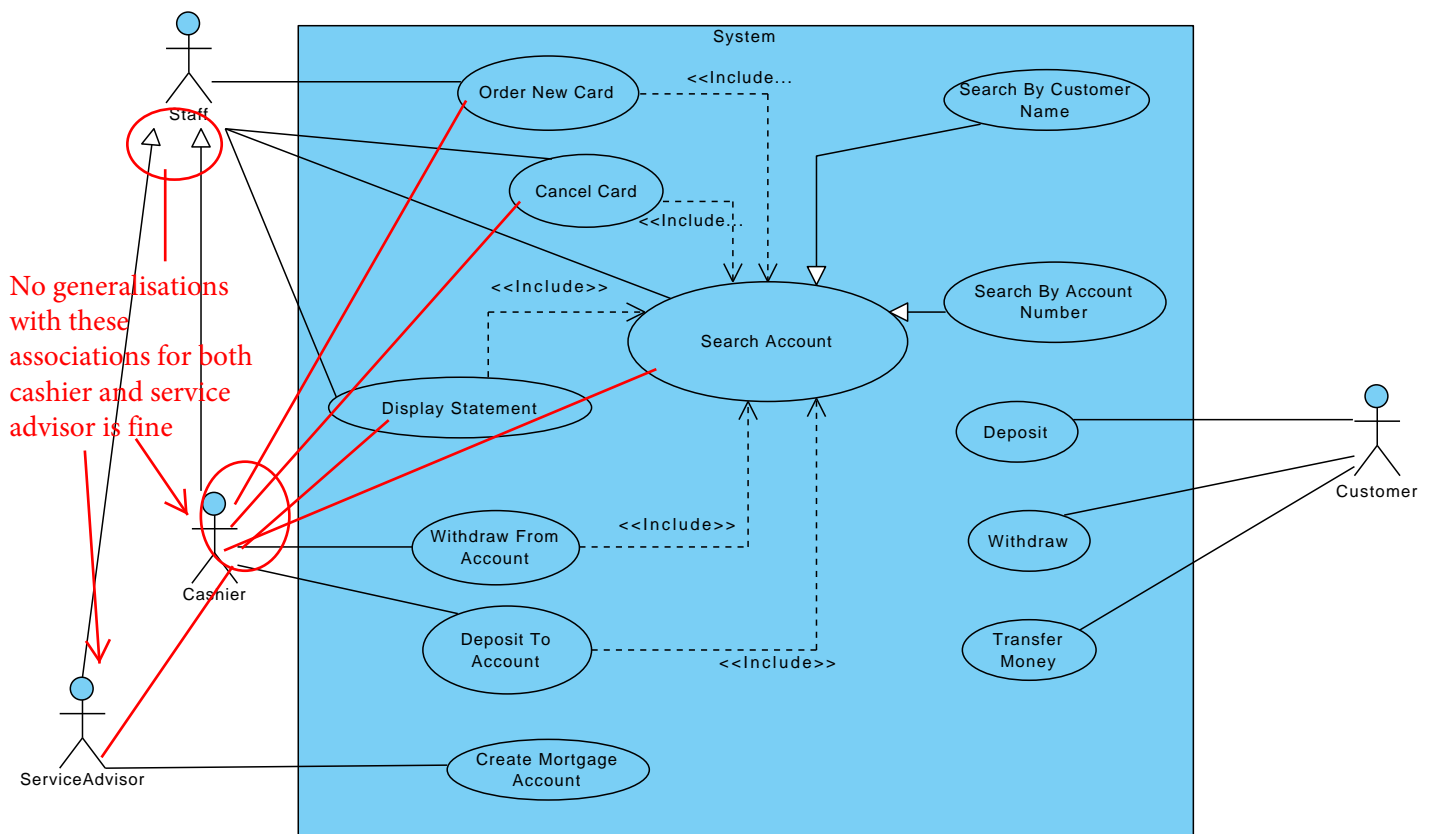 System
<<Include...
Order New Card
Search By Customer
Name
Staff
Cancel Card
<<Include...
No generalisations
with these
associations for both
cashier and service
advisor is fine
<<Include>>
Search By Account
Number
Search Account
Display Statement
Deposit
Customer
<<Include>>
Withdraw From
Account
Withdraw
Cashier
Deposit To
Account
<<Include>>
Transfer
Money
Create Mortgage
Account
ServiceAdvisor